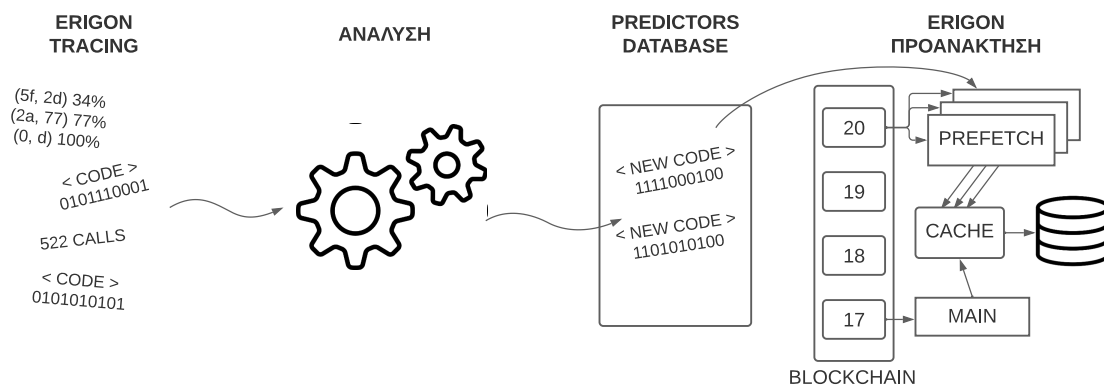 ERIGON
TRACING
(5f, 2d) 34%
(2a, 77) 77%
(0, d) 100%
< CODE >
0101110001
522 CALLS
< CODE >
0101010101
ΑΝΑΛΥΣΗ
PREDICTORS
DATABASE
< NEW CODE >
1111000100
< NEW CODE >
1101010100
ERIGON
ΠΡΟΑΝΑΚΤΗΣΗ
20
19
18
17
BLOCKCHAIN
PREFETCH
CACHE
MAIN